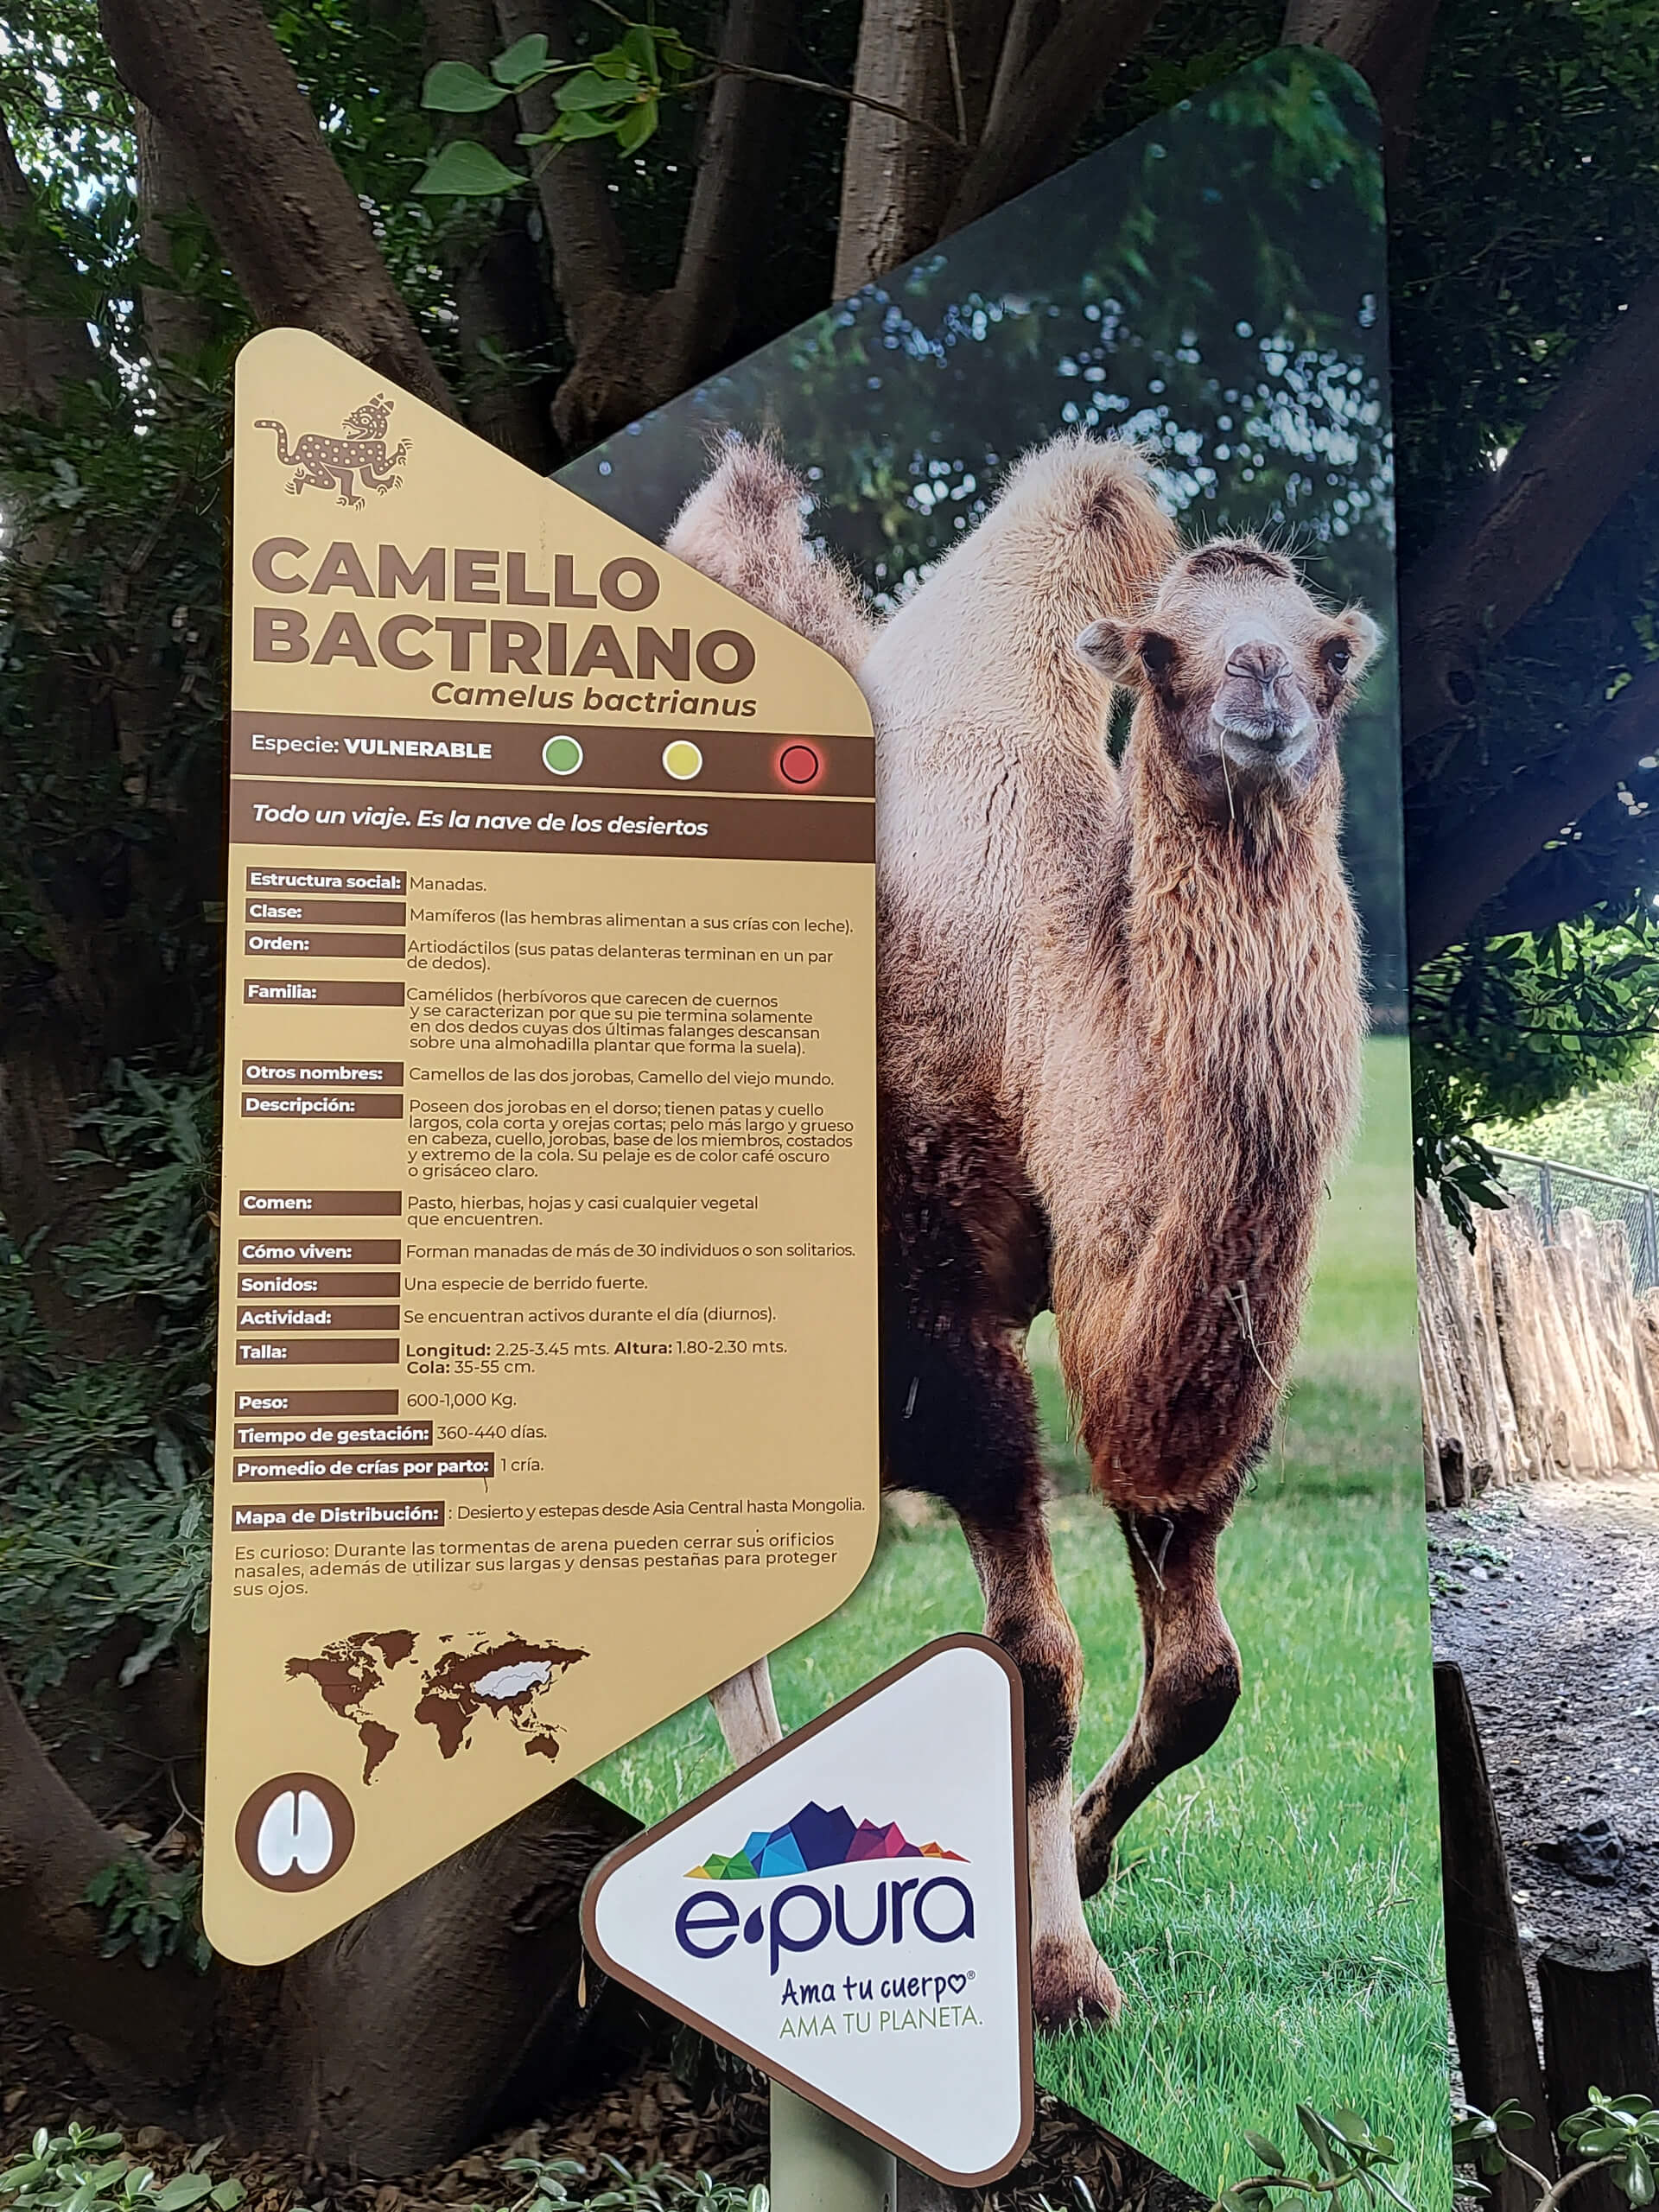 CAMELLO
BACTRIANO
Camelus bactrianus
Especie: VULNERABLE
Todo un viaje. Es la nave de los desiertos
Estructura social: Manadas.
Clase: Mamíferos (las hembras alimentan a sus crías con leche).
Orden: Artiodáctilos (sus patas delanteras terminan en un par
de dedos).
Familia: Camélidos (herbívoros que carecen de cuernos
y se caracterizan por que su pie termina solamente
en dos dedos cuyas dos últimas falanges descansan
sobre una almohadilla plantar que forma la suela).
Otros nombres: Camellos de las dos jorobas, Camello del viejo mundo.
Descripción: Poseen dos jorobas en el dorso; tienen patas y cuello
largos, cola corta y orejas cortas; pelo más largo y grueso
en cabeza, cuello, jorobas, base de los miembros, costados
y extremo de la cola. Su pelaje es de color café oscuro
o grisáceo claro.
Comen: Pasto, hierbas, hojas y casi cualquier vegetal
que encuentren.
Cómo viven: Forman manadas de más de 30 individuos o son solitarios.
Sonidos: Una especie de berrido fuerte.
Actividad: Se encuentran activos durante el día (diurnos).
Talla: Longitud: 2.25-3.45 mts. Altura: 1.80-2.30 mts.
Cola: 35-55 cm.
Peso: 600-1,000 Kg.
Tiempo de gestación: 360-440 días.
Promedio de crías por parto: 1 cría.
Mapa de Distribución: : Desierto y estepas desde Asia Central hasta Mongolia.
Es curioso: Durante las tormentas de arena pueden cerrar sus orificios
nasales, además de utilizar sus largas y densas pestañas para proteger
sus ojos.
e·pura
Ama tu cuerpo®
AMA TU PLANETA.